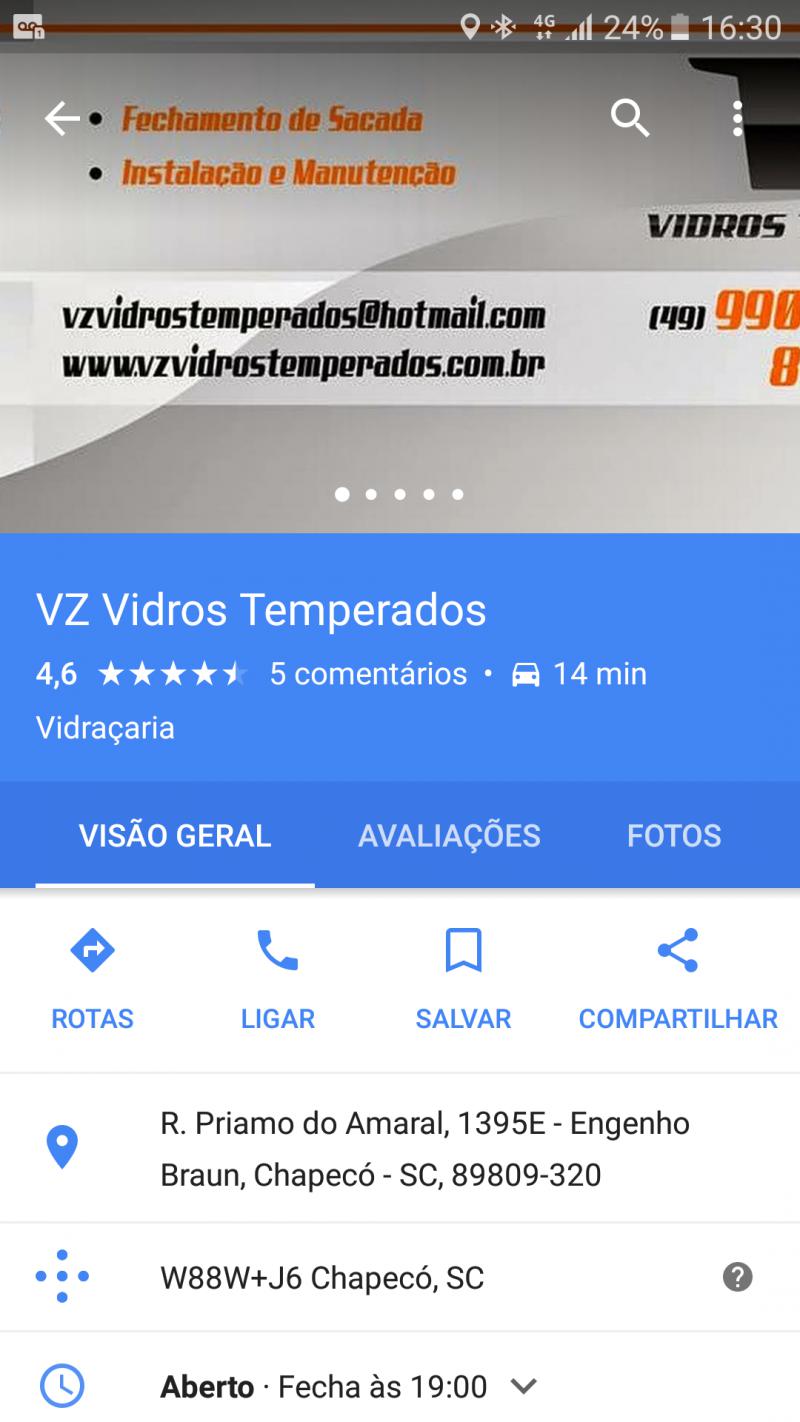 4G 24% 16:30
Fechamento de Sacada
Instalação e Manutenção
VIDROS
vzvidrostemperados@hotmail.com
(49) 990
www.vzvidrostemperados.com.br
8
VZ Vidros Temperados
4,6 5 comentários • 14 min
Vidraçaria
VISÃO GERAL AVALIAÇÕES FOTOS
ROTAS LIGAR SALVAR COMPARTILHAR
R. Priamo do Amaral, 1395E - Engenho
Braun, Chapecó - SC, 89809-320
W88W+J6 Chapecó, SC
Aberto · Fecha às 19:00